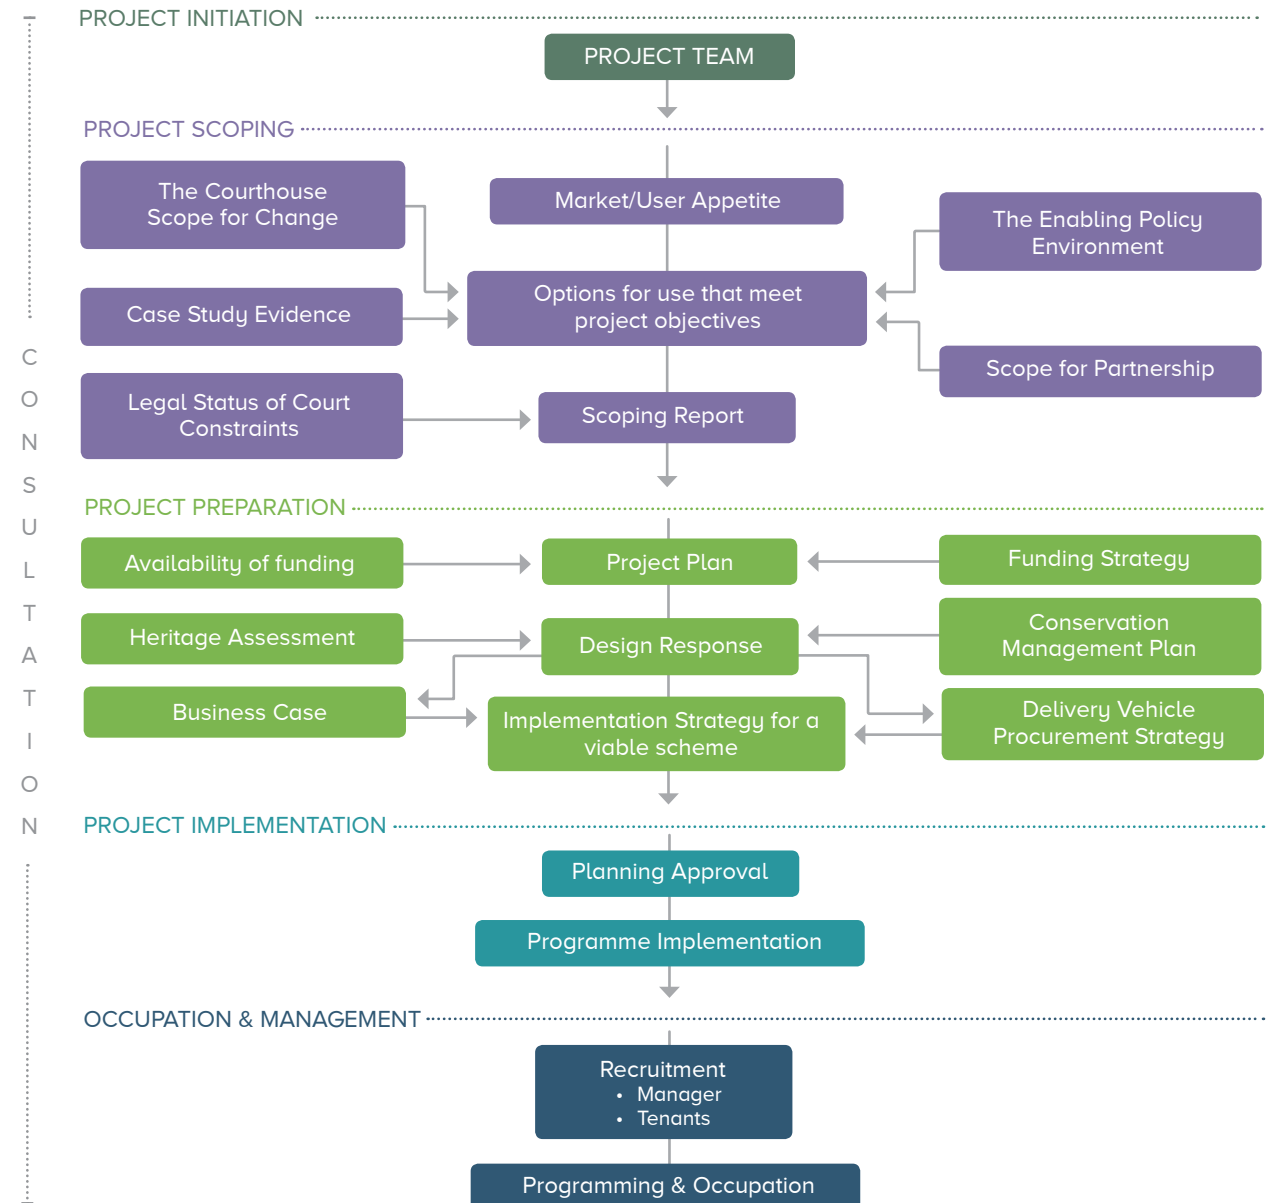 PROJECT INITIATION
PROJECT TEAM
PROJECT SCOPING
The Courthouse
Scope for Change
Market/User Appetite
The Enabling Policy
Environment
Options for use that meet
project objectives
Case Study Evidence
Scope for Partnership
Legal Status of Court
Constraints
Scoping Report
PROJECT PREPARATION
Availability of funding
Project Plan
Funding Strategy
Heritage Assessment
Design Response
Conservation
Management Plan
Business Case
Implementation Strategy for a
viable scheme
Delivery Vehicle
Procurement Strategy
PROJECT IMPLEMENTATION
Planning Approval
Programme Implementation
OCCUPATION & MANAGEMENT
Recruitment
• Manager
• Tenants
Programming & Occupation
CONSULTATION